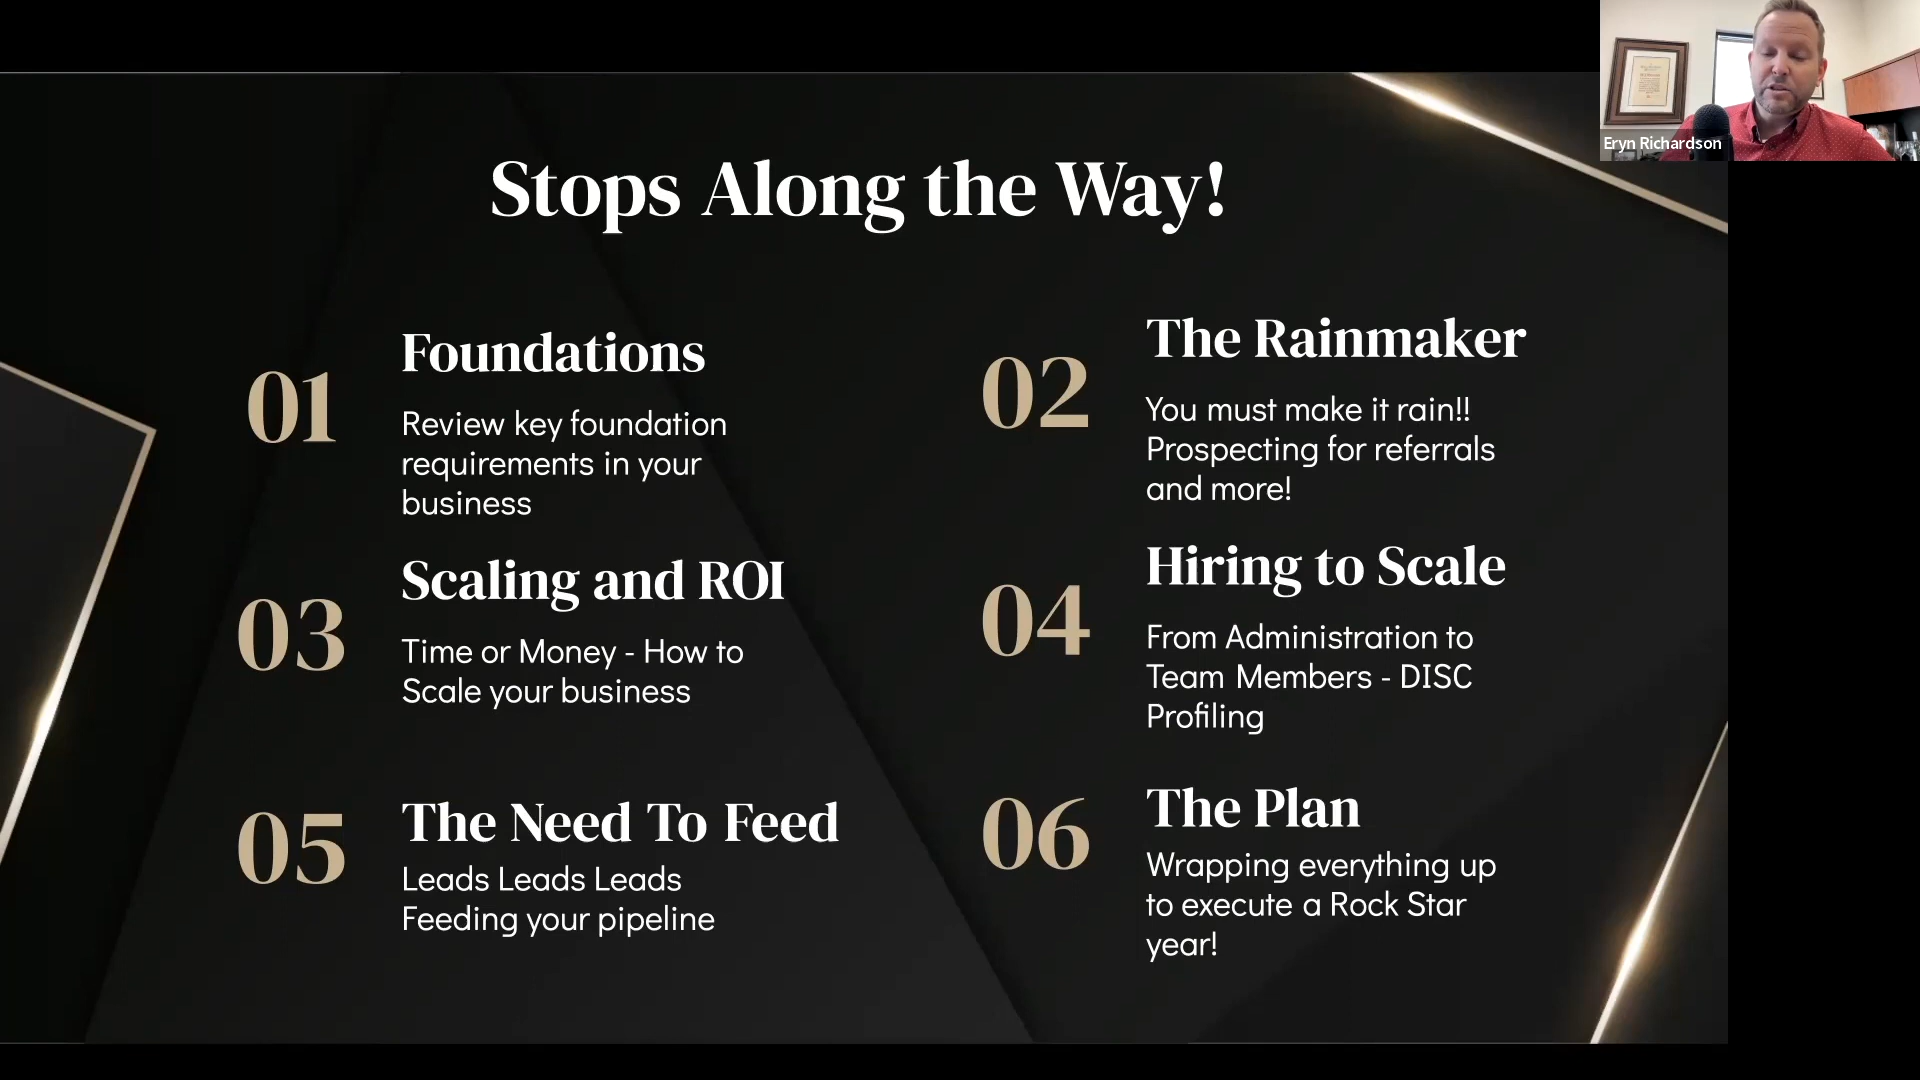 Stops Along the Way!
01
Foundations
Review key foundation
requirements in your
business
02
The Rainmaker
You must make it rain!!
Prospecting for referrals
and more!
03
Scaling and ROI
Time or Money - How to
Scale your business
04
Hiring to Scale
From Administration to
Team Members - DISC
Profiling
05
The Need To Feed
Leads Leads Leads
Feeding your pipeline
06
The Plan
Wrapping everything up
to execute a Rock Star
year!
Eryn Richardson